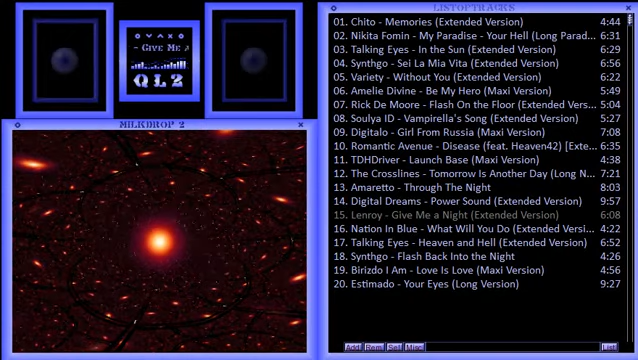 LISTOFTRACKS
- GIVE ME
QL2
MILKDROP 2
01. Chito - Memories (Extended Version) 4:44
02. Nikita Fomin - My Paradise - Your Hell (Long Parad... 6:31
03. Talking Eyes - In the Sun (Extended Version) 6:29
04. Synthgo - Sei La Mia Vita (Extended Version) 6:56
05. Variety - Without You (Extended Version) 6:22
06. Amelie Divine - Be My Hero (Maxi Version) 5:49
07. Rick De Moore - Flash On the Floor (Extended Vers... 5:04
08. Soulya ID - Vampirella's Song (Extended Version) 5:27
09. Digitalo - Girl From Russia (Maxi Version) 7:08
10. Romantic Avenue - Disease (feat. Heaven42) [Exte... 6:35
11. TDHDriver - Launch Base (Maxi Version) 4:38
12. The Crosslines - Tomorrow Is Another Day (Long N... 7:21
13. Amaretto - Through The Night 4:03
14. Digital Dreams - Power Sound (Extended Version) 9:57
15. Lenroy - Give Me a Night (Extended Version) 6:08
16. Nation In Blue - What Will You Do (Extended Versi... 4:22
17. Talking Eyes - Heaven and Hell (Extended Version) 6:52
18. Synthgo - Flash Back Into the Night 4:26
19. Birizdo I Am - Love Is Love (Maxi Version) 4:56
20. Estimado - Your Eyes (Long Version) 9:27
Add Rem Sel Misc List